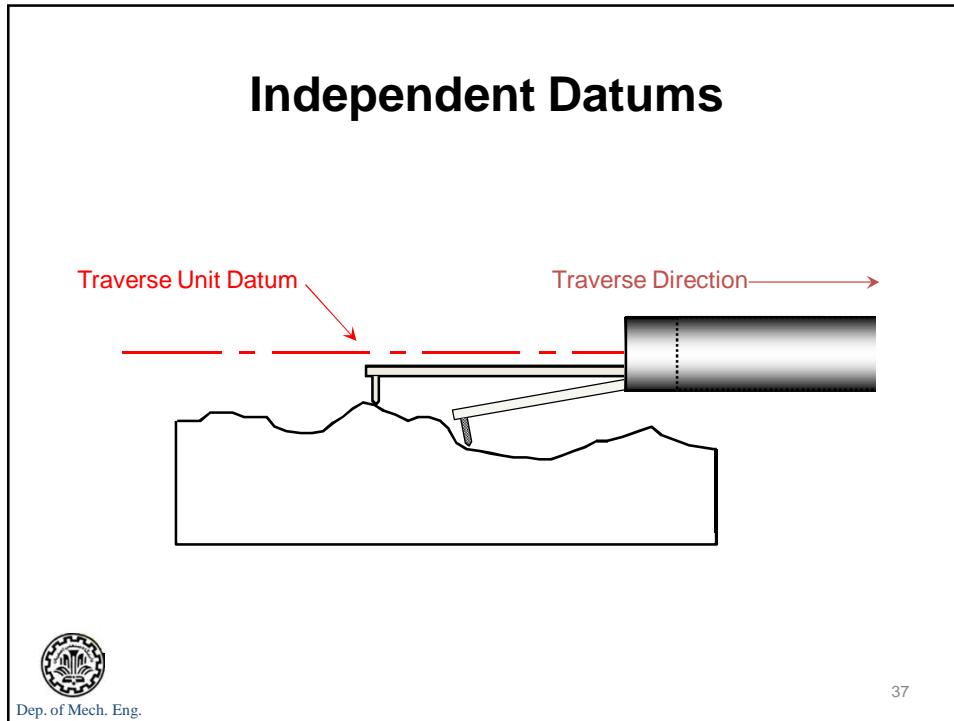 Independent Datums
Traverse Unit Datum
Traverse Direction
Dep. of Mech. Eng.
37